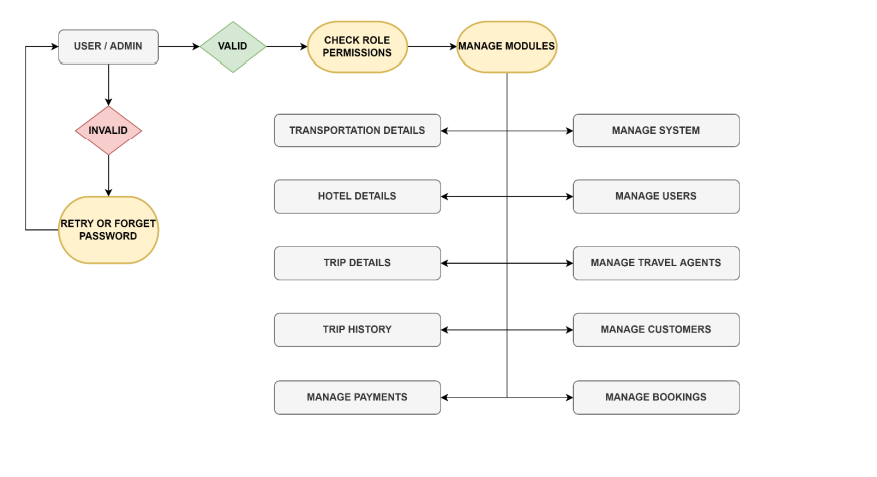 USER / ADMIN
VALID
CHECK ROLE
PERMISSIONS
MANAGE MODULES
INVALID
RETRY OR FORGET
PASSWORD
TRANSPORTATION DETAILS
MANAGE SYSTEM
HOTEL DETAILS
MANAGE USERS
TRIP DETAILS
MANAGE TRAVEL AGENTS
TRIP HISTORY
MANAGE CUSTOMERS
MANAGE PAYMENTS
MANAGE BOOKINGS